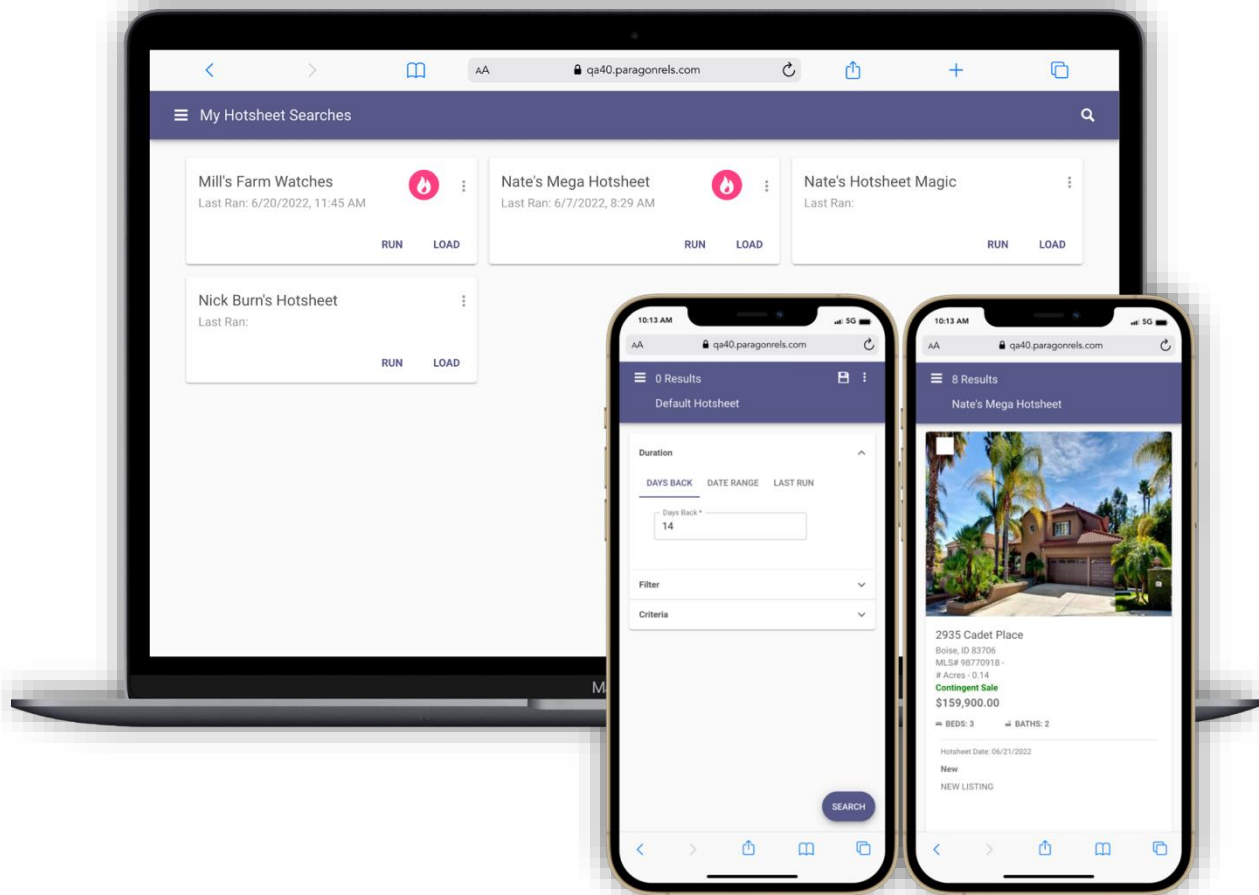 AA qa40.paragonrels.com
My Hotsheet Searches
Mill's Farm Watches
Last Ran: 6/20/2022, 11:45 AM
RUN LOAD
Nate's Mega Hotsheet
Last Ran: 6/7/2022, 8:29 AM
RUN LOAD
Nate's Hotsheet Magic
Last Ran:
RUN LOAD
Nick Burn's Hotsheet
Last Ran:
RUN LOAD
10:13 AM 5G
AA qa40.paragonrels.com
0 Results
Default Hotsheet
Duration
DAYS BACK DATE RANGE LAST RUN
Days Back *
14
Filter
Criteria
SEARCH
10:13 AM 5G
AA qa40.paragonrels.com
8 Results
Nate's Mega Hotsheet
2935 Cadet Place
Boise, ID 83706
MLS# 98770918 -
# Acres - 0.14
Contingent Sale
$159,900.00
BEDS: 3 BATHS: 2
Hotsheet Date: 06/21/2022
New
NEW LISTING